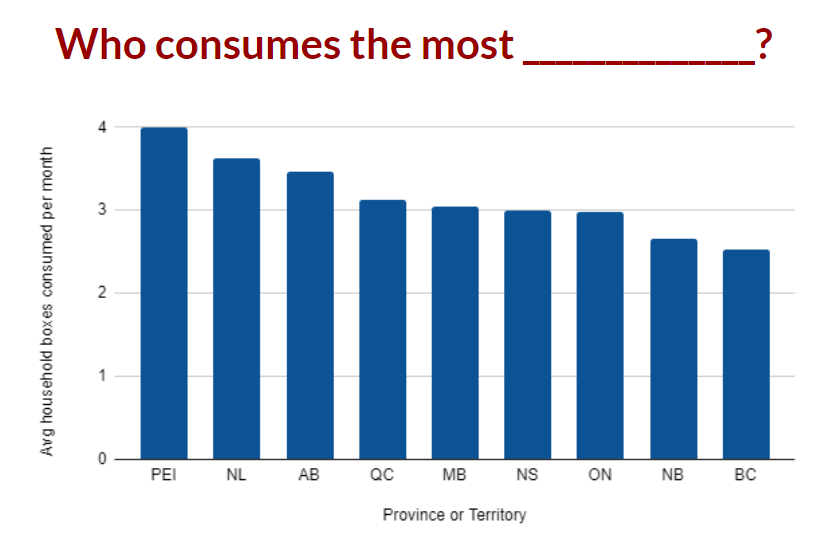 Who consumes the most ______________?
4
3
2
1
0
Avg household boxes consumed per month
PEI NL AB QC MB NS ON NB BC
Province or Territory